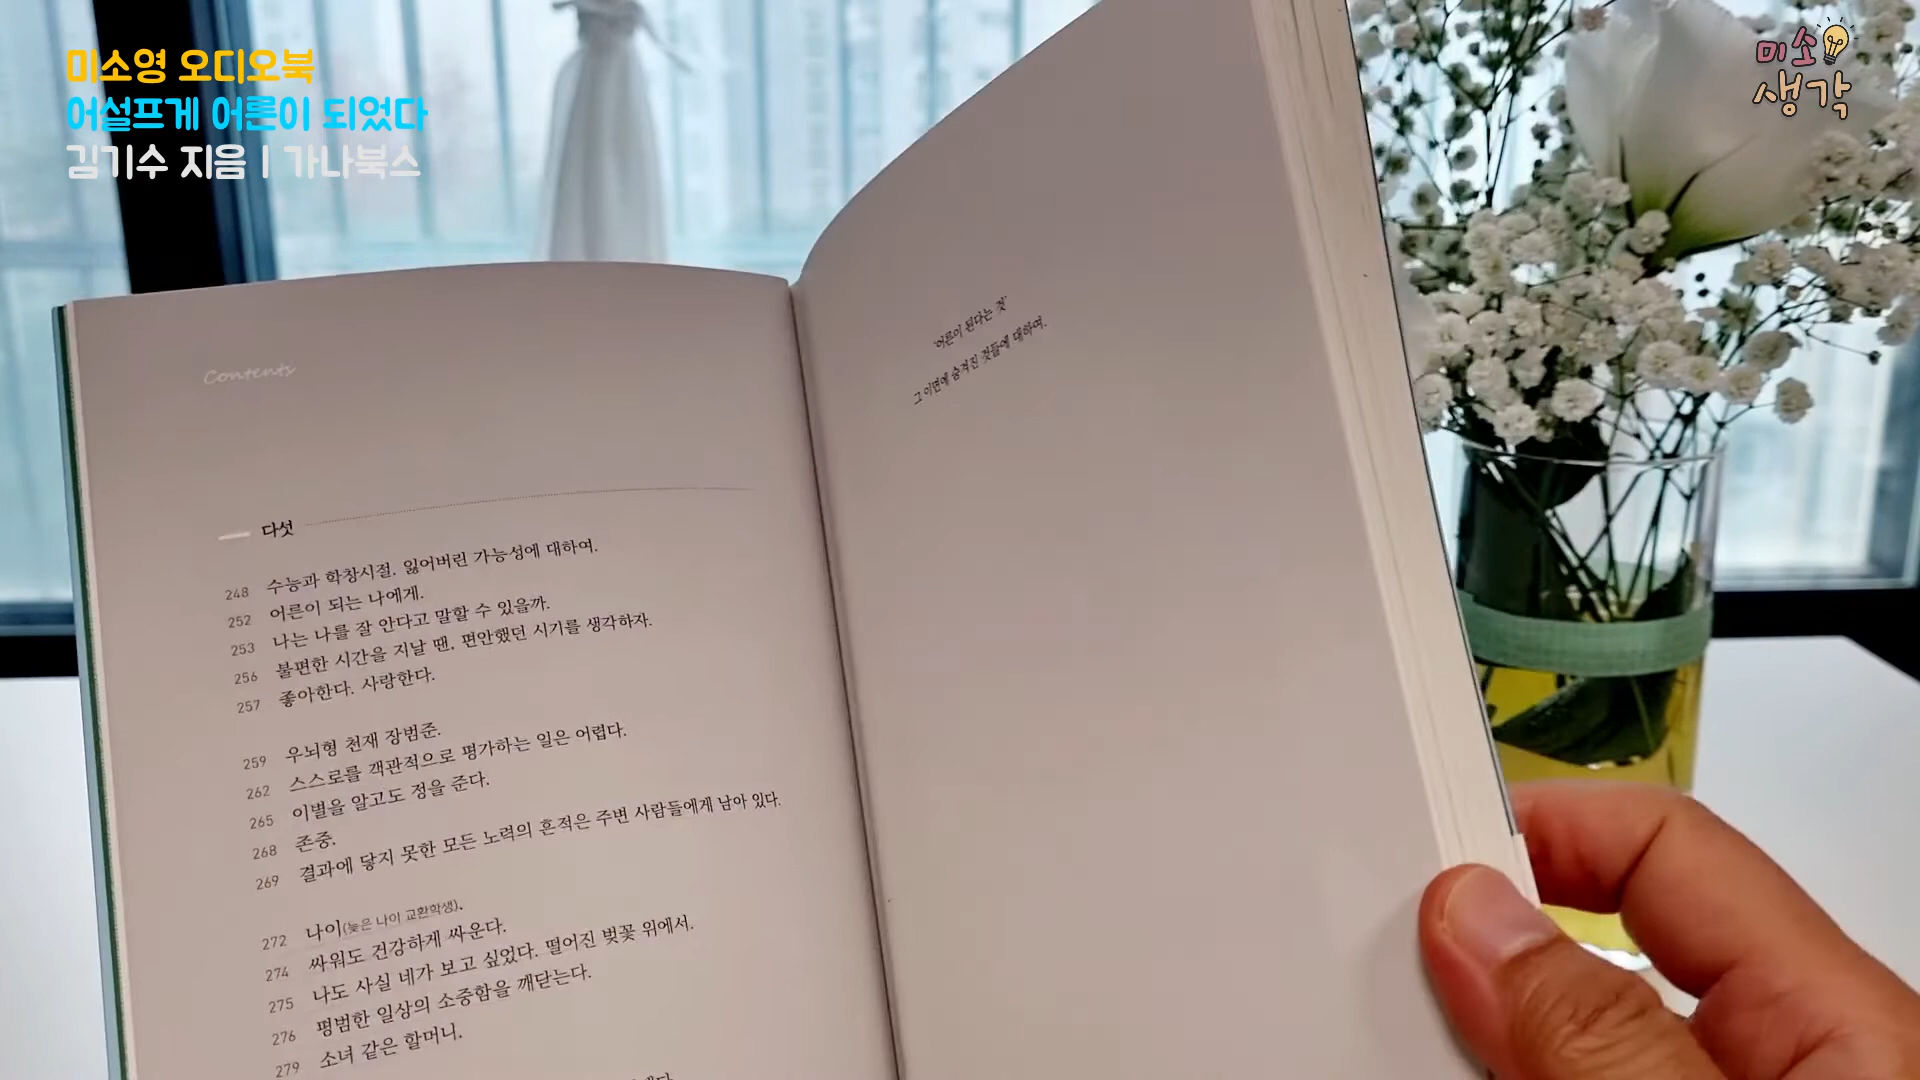 미소영 오디오북
어설프게 어른이 되었다
김기수 지음 | 가나북스
미소
생각
Contents
다섯
248 수능과 학창시절. 잃어버린 가능성에 대하여.
252 어른이 되는 나에게.
253 나는 나를 잘 안다고 말할 수 있을까.
256 불편한 시간을 지날 땐, 편안했던 시기를 생각하자.
257 좋아한다. 사랑한다.
259 우뇌형 천재 장범준.
262 스스로를 객관적으로 평가하는 일은 어렵다.
265 이별을 알고도 정을 준다.
268 존중.
269 결과에 닿지 못한 모든 노력의 흔적은 주변 사람들에게 남아 있다.
272 나이(늦은 나이 교환학생).
274 싸워도 건강하게 싸운다.
275 나도 사실 네가 보고 싶었다. 떨어진 벚꽃 위에서.
276 평범한 일상의 소중함을 깨닫는다.
279 소녀 같은 할머니.
'어른이 된다는 것'
그 이면에 숨겨진 것들에 대하여.